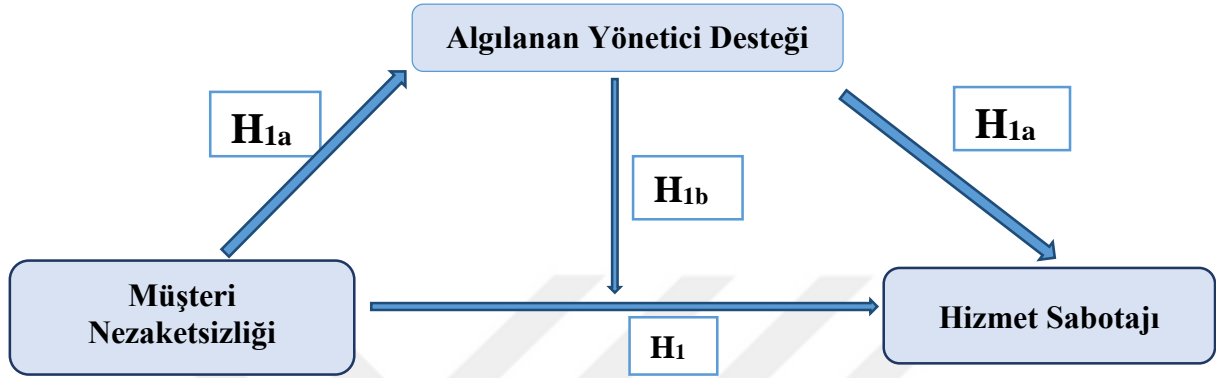 Algılanan Yönetici Desteği
H1a
H1a
H1b
Müşteri
Nezaketsizliği
Hizmet Sabotajı
H1